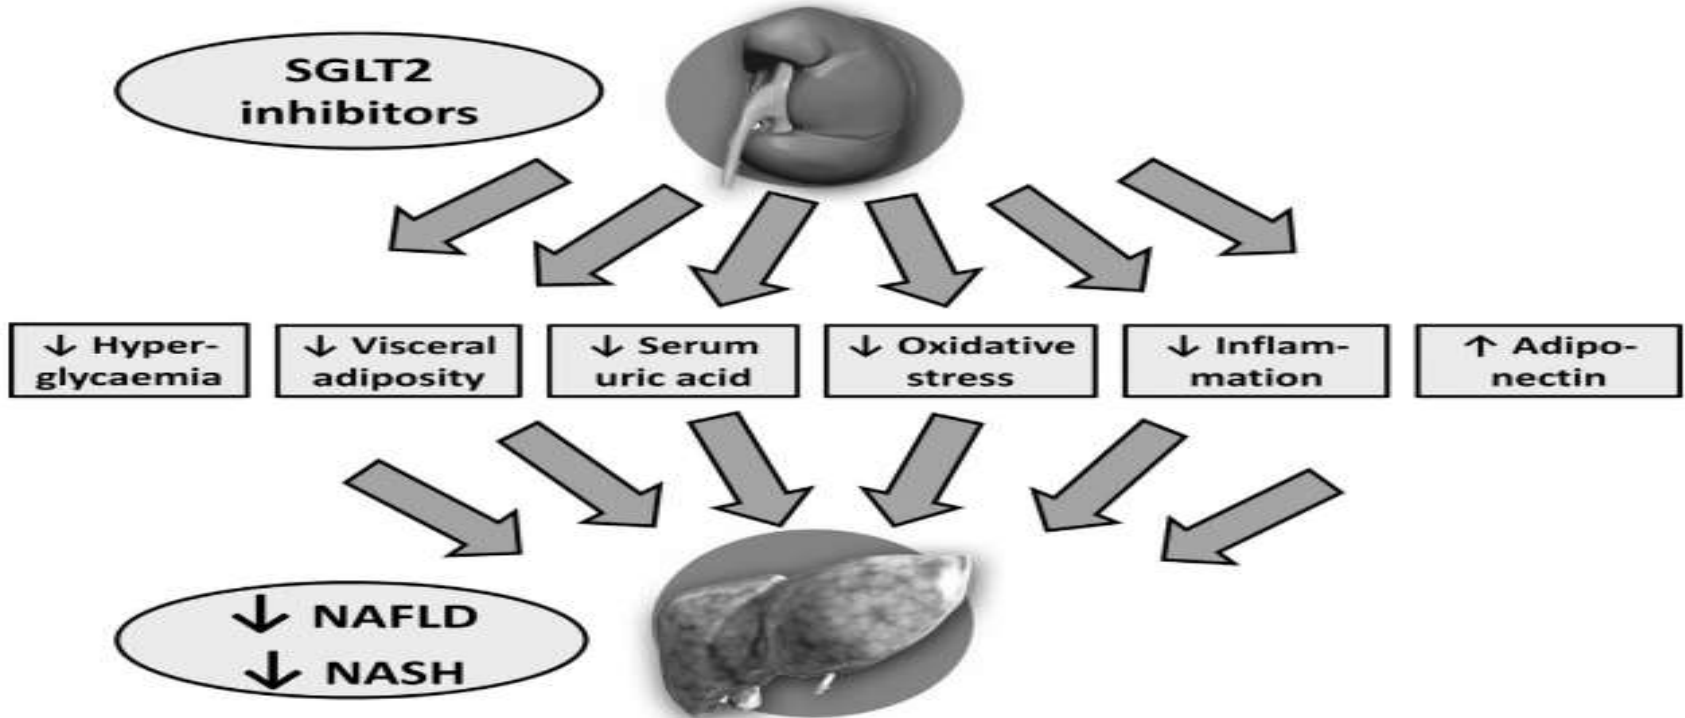 SGLT2
inhibitors
↓ Hyper-
glycaemia
↓ Visceral
adiposity
↓ Serum
uric acid
↓ Oxidative
stress
↓ Inflam-
mation
↑ Adipo-
nectin
↓ NAFLD
↓ NASH